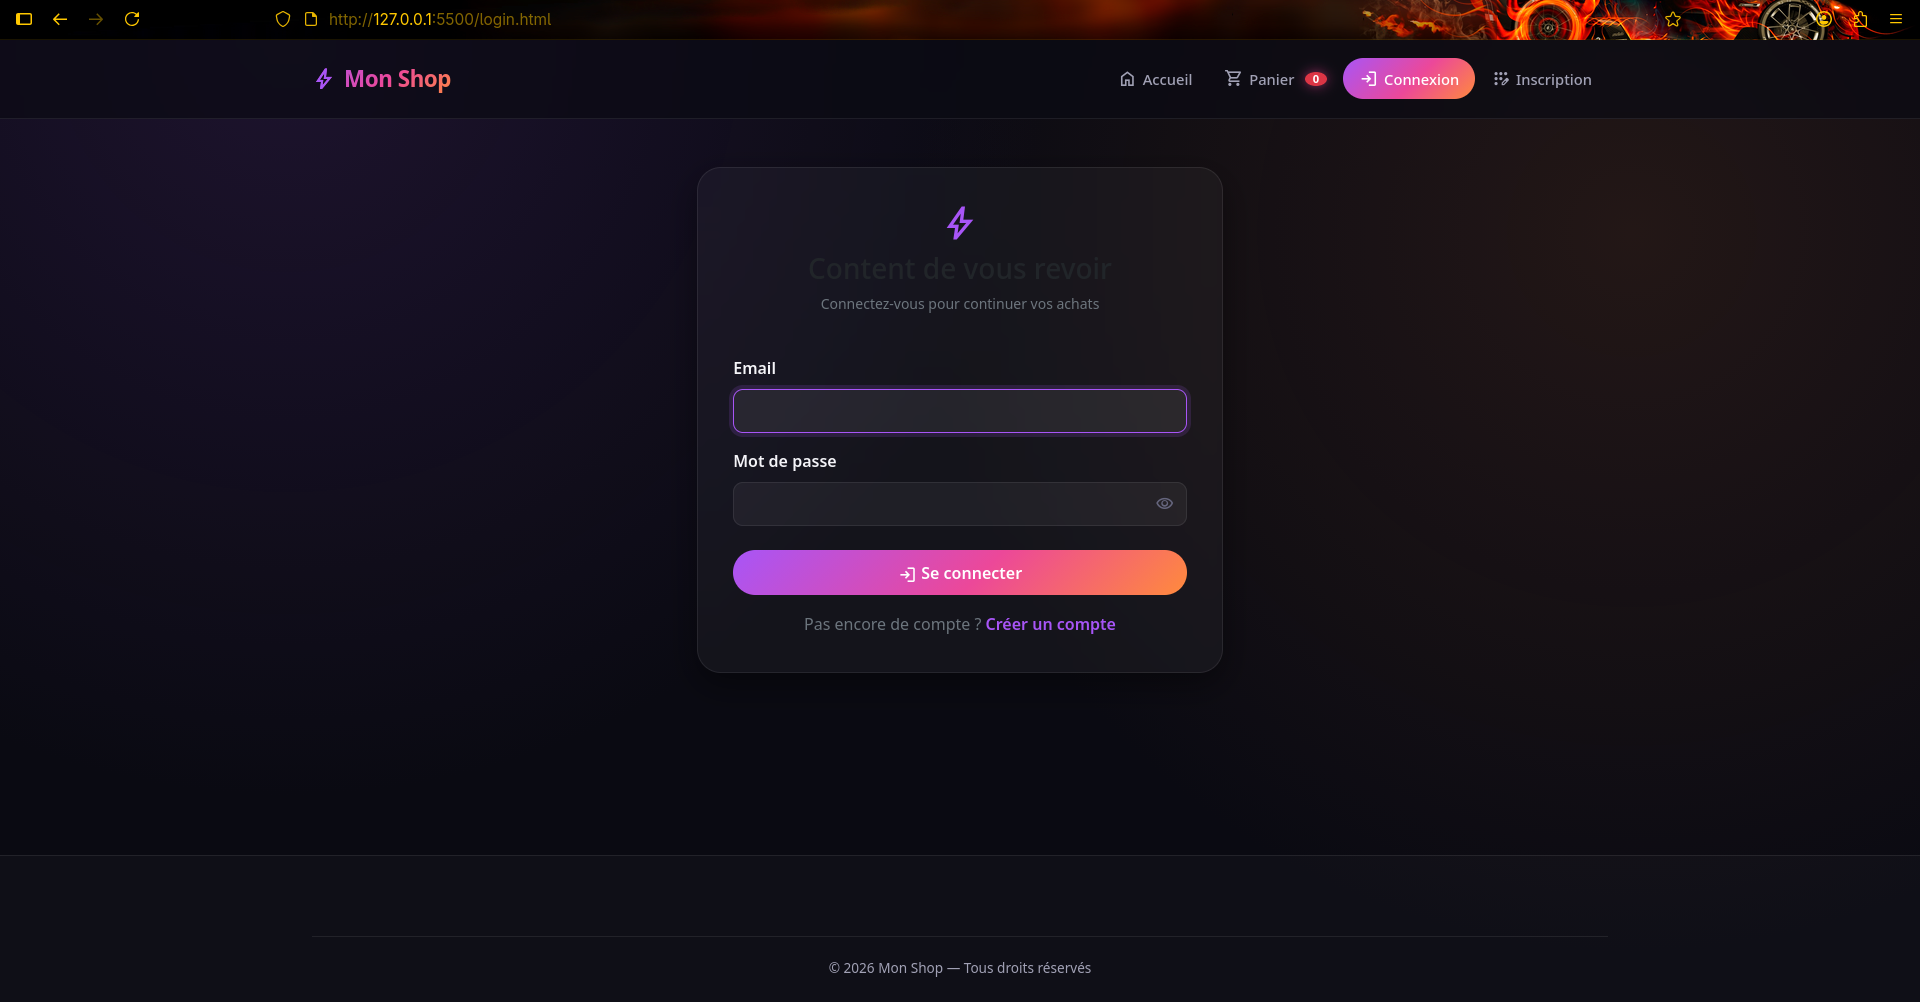 http://127.0.0.1:5500/login.html
Mon Shop
Accueil
Panier 0
Connexion
Inscription
Content de vous revoir
Connectez-vous pour continuer vos achats
Email
Mot de passe
Se connecter
Pas encore de compte ? Créer un compte
© 2026 Mon Shop — Tous droits réservés